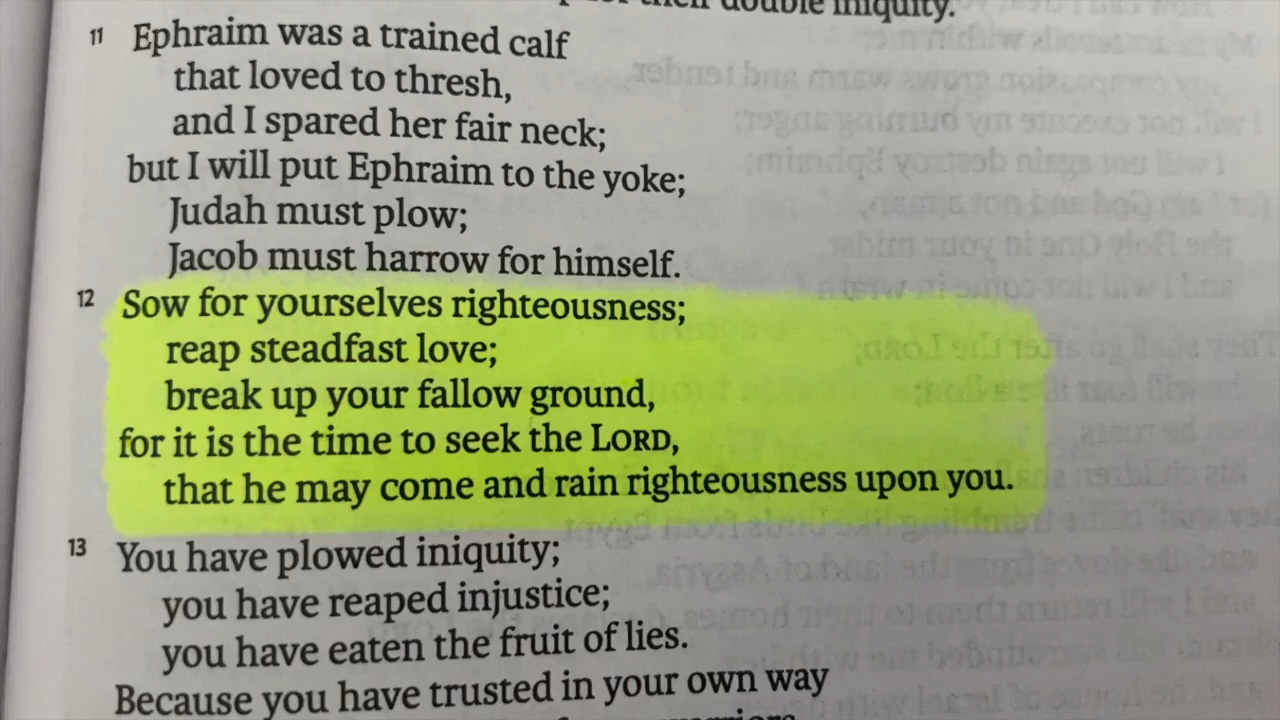 double iniquity.
11 Ephraim was a trained calf
that loved to thresh,
and I spared her fair neck;
but I will put Ephraim to the yoke;
Judah must plow;
Jacob must harrow for himself.
12 Sow for yourselves righteousness;
reap steadfast love;
break up your fallow ground,
for it is the time to seek the LORD,
that he may come and rain righteousness upon you.
13 You have plowed iniquity;
you have reaped injustice;
you have eaten the fruit of lies.
Because you have trusted in your own way